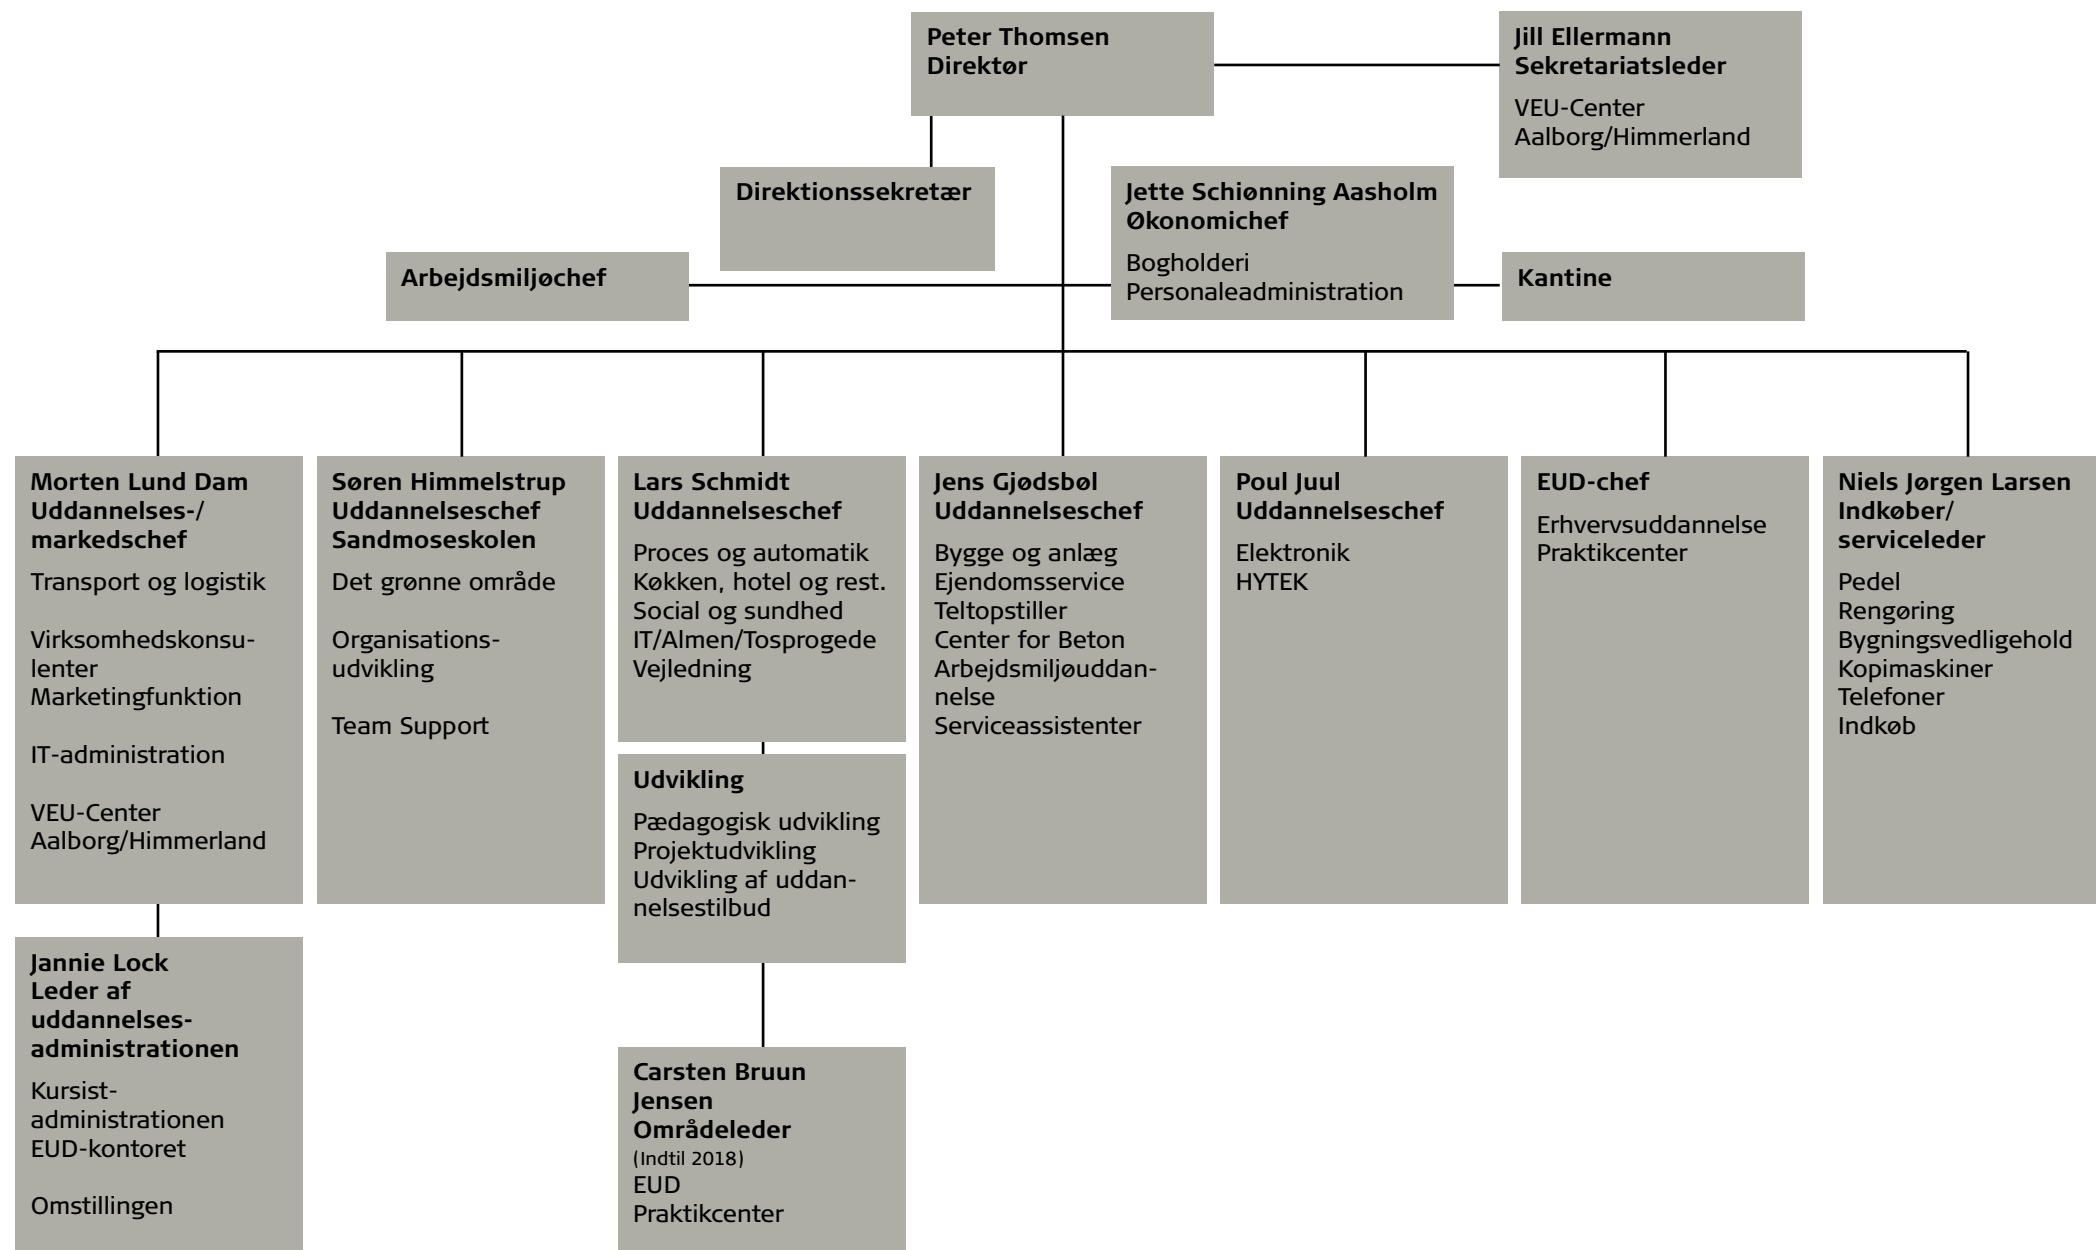 Peter Thomsen
Direktør
Jill Ellermann
Sekretariatsleder
VEU-Center
Aalborg/Himmerland
Direktionssekretær
Jette Schiønning Aasholm
Økonomichef
Bogholderi
Personaleadministration
Arbejdsmiljøchef
Kantine
Morten Lund Dam
Uddannelses-/
markedschef
Transport og logistik
Virksomhedskonsu-
lenter
Marketingfunktion
IT-administration
VEU-Center
Aalborg/Himmerland
Søren Himmelstrup
Uddannelseschef
Sandmoseskolen
Det grønne område
Organisations-
udvikling
Team Support
Lars Schmidt
Uddannelseschef
Proces og automatik
Køkken, hotel og rest.
Social og sundhed
IT/Almen/Tosprogede
Vejledning
Udvikling
Pædagogisk udvikling
Projektudvikling
Udvikling af uddan-
nelsestilbud
Jens Gjødsbøl
Uddannelseschef
Bygge og anlæg
Ejendomsservice
Teltopstiller
Center for Beton
Arbejdsmiljøuddan-
nelse
Serviceassistenter
Poul Juul
Uddannelseschef
Elektronik
HYTEK
EUD-chef
Erhvervsuddannelse
Praktikcenter
Niels Jørgen Larsen
Indkøber/
serviceleder
Pedel
Rengøring
Bygningsvedligehold
Kopimaskiner
Telefoner
Indkøb
Jannie Lock
Leder af
uddannelses-
administrationen
Kursist-
administrationen
EUD-kontoret
Omstillingen
Carsten Bruun
Jensen
Områdeleder
(Indtil 2018)
EUD
Praktikcenter